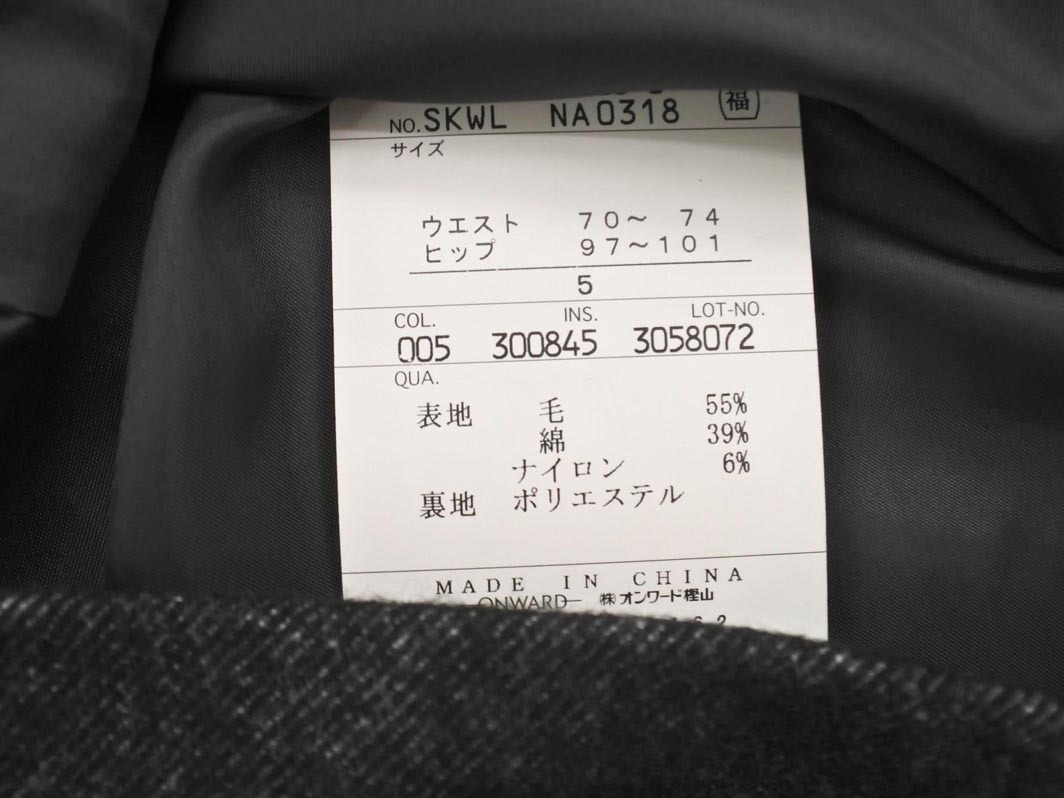 NO. SKWL NA0318 福
サイズ
ウエスト 70～ 74
ヒップ 97～101
5
COL. INS. LOT-NO.
005 300845 3058072
QUA.
表地 毛 55%
綿 39%
ナイロン 6%
裏地 ポリエステル
MADE IN CHINA
ONWARD ㈱オンワード樫山